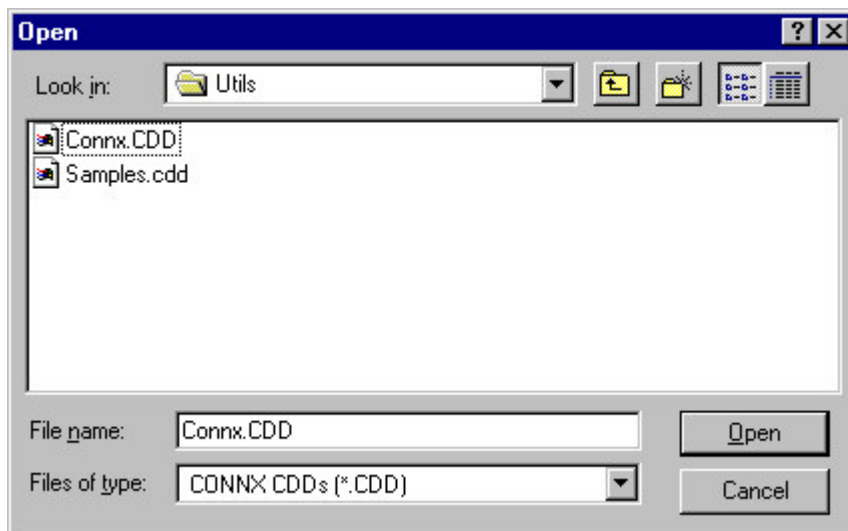 Open
Look in: Utils
Connx.CDD
Samples.cdd
File name: Connx.CDD Open
Files of type: CONNX CDDs (*.CDD) Cancel